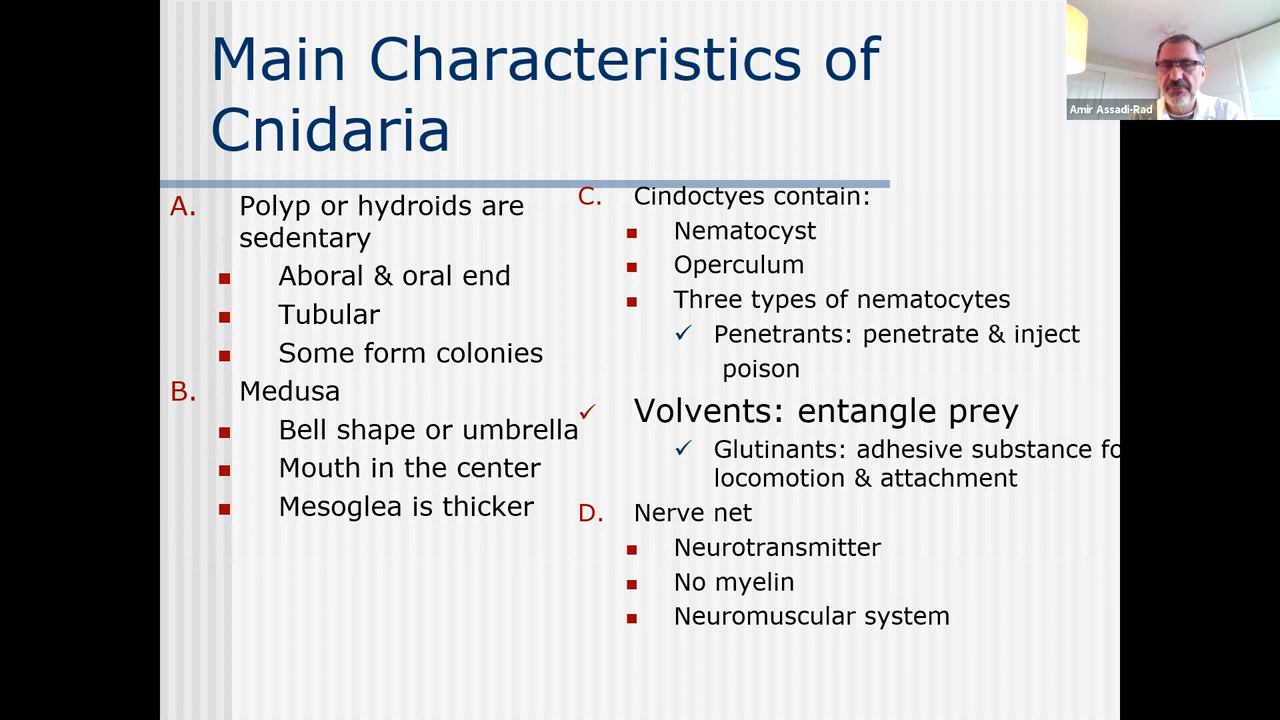 Main Characteristics of
Cnidaria
A. Polyp or hydroids are
sedentary
Aboral & oral end
Tubular
Some form colonies
B. Medusa
Bell shape or umbrella
Mouth in the center
Mesoglea is thicker
C. Cindoctyes contain:
Nematocyst
Operculum
Three types of nematocytes
✓ Penetrants: penetrate & inject
poison
✓ Volvents: entangle prey
✓ Glutinants: adhesive substance fo
locomotion & attachment
D. Nerve net
Neurotransmitter
No myelin
Neuromuscular system
Amir Assadi-Rad